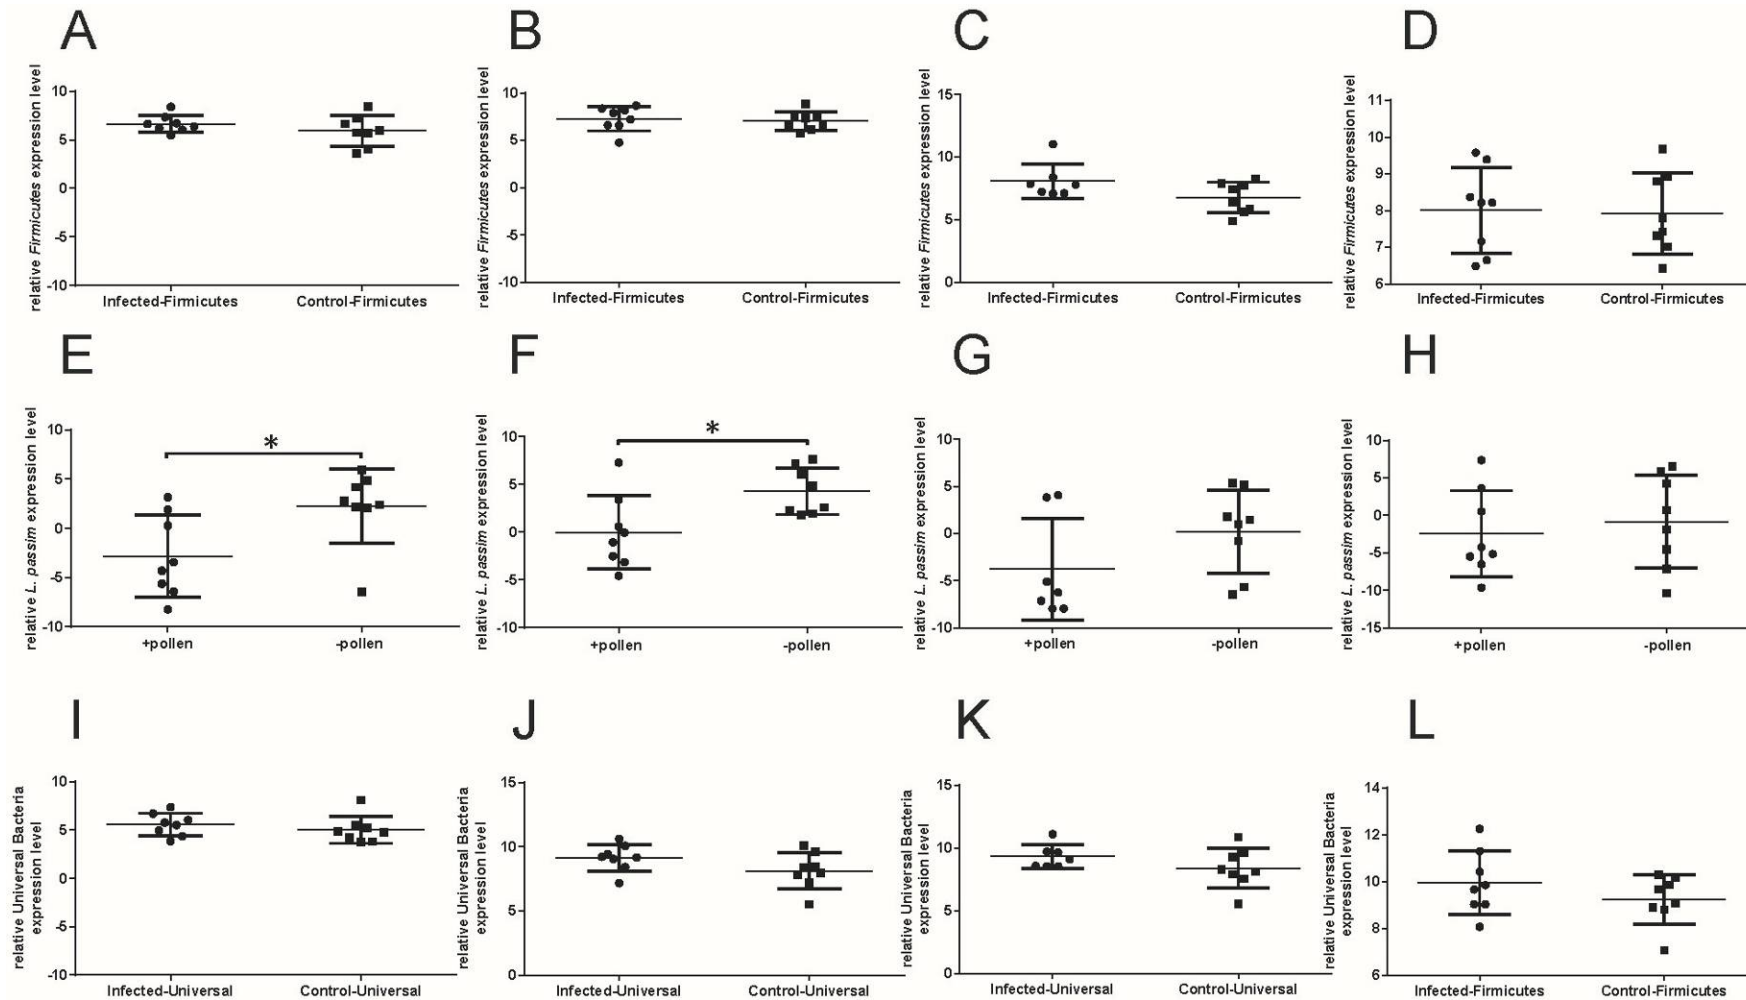 A
B
C
D
relative Firmicutes expression level
10
5
0
-5
-10
Infected-Firmicutes
Control-Firmicutes
relative Firmicutes expression level
10
5
0
-5
-10
Infected-Firmicutes
Control-Firmicutes
relative Firmicutes expression level
15
10
5
0
Infected-Firmicutes
Control-Firmicutes
relative Firmicutes expression level
11
10
9
8
7
6
Infected-Firmicutes
Control-Firmicutes
E
F
G
H
relative L. passim expression level
10
5
0
-5
-10
*
+pollen
-pollen
relative L. passim expression level
10
5
0
-5
-10
*
+pollen
-pollen
relative L. passim expression level
10
5
0
-5
-10
+pollen
-pollen
relative L. passim expression level
10
5
0
-5
-10
-15
+pollen
-pollen
I
J
K
L
relative Universal Bacteria
expression level
10
5
0
-5
-10
Infected-Universal
Control-Universal
relative Universal Bacteria
expression level
15
10
5
0
Infected-Universal
Control-Universal
relative Universal Bacteria
expression level
15
10
5
0
Infected-Universal
Control-Universal
relative Universal Bacteria
expression level
14
12
10
8
6
Infected-Firmicutes
Control-Firmicutes